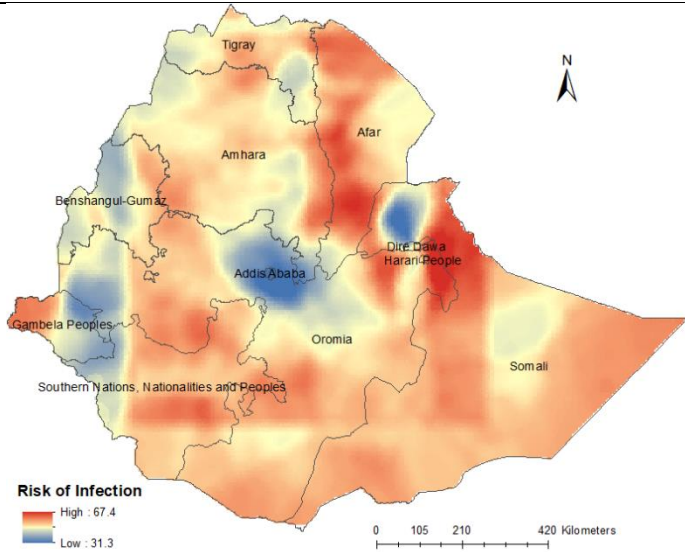 Tigray
N
Afar
Amhara
Benshangul-Gumaz
Dire Dawa
Harari People
Addis Ababa
Gambela Peoples
Oromia
Somali
Southern Nations, Nationalities and Peoples
Risk of Infection
High : 67.4
Low : 31.3
0 105 210 420 Kilometers